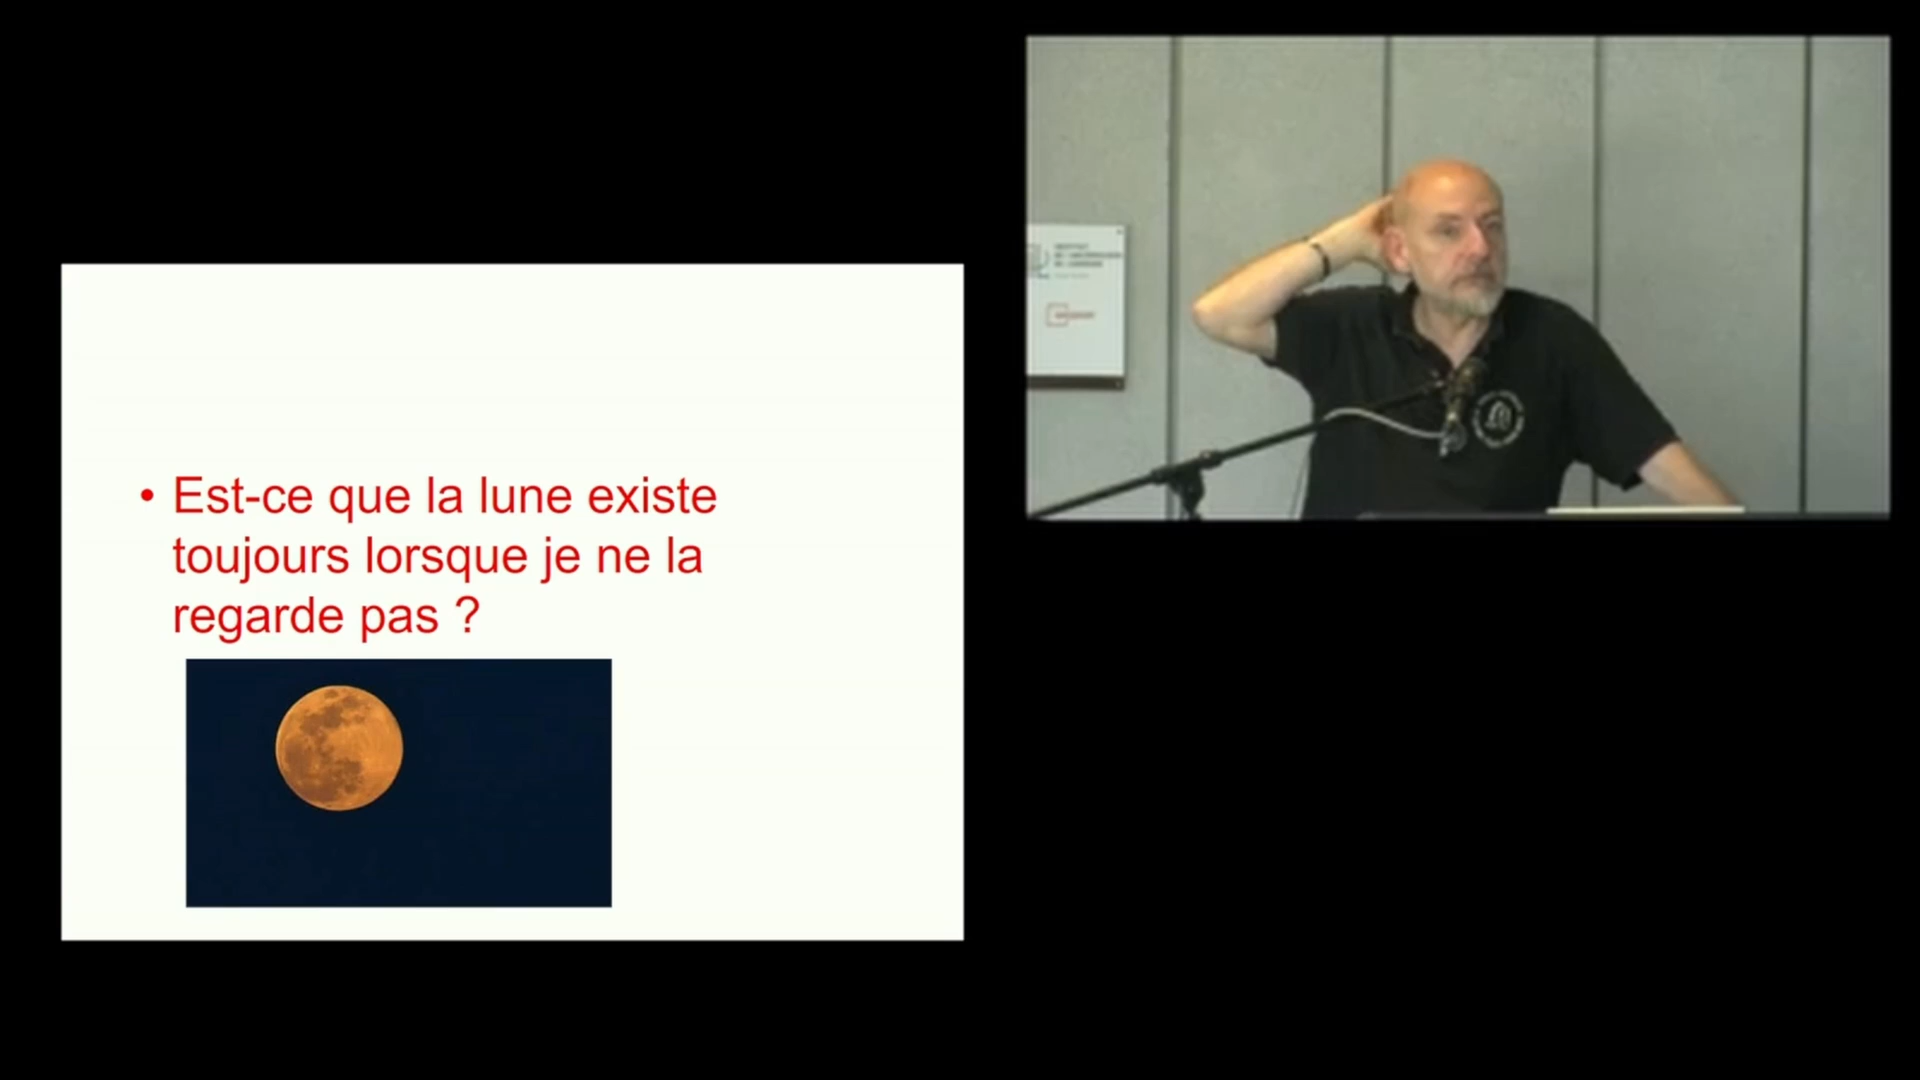 • Est-ce que la lune existe
toujours lorsque je ne la
regarde pas ?